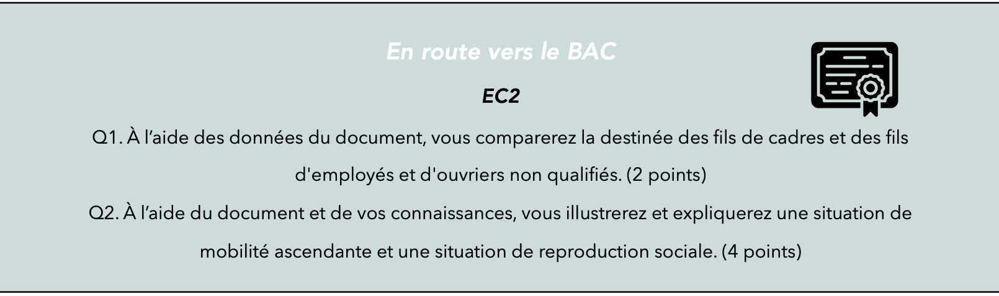 En route vers le BAC
EC2
Q1. À l’aide des données du document, vous comparerez la destinée des fils de cadres et des fils
d'employés et d'ouvriers non qualifiés. (2 points)
Q2. À l’aide du document et de vos connaissances, vous illustrerez et expliquerez une situation de
mobilité ascendante et une situation de reproduction sociale. (4 points)